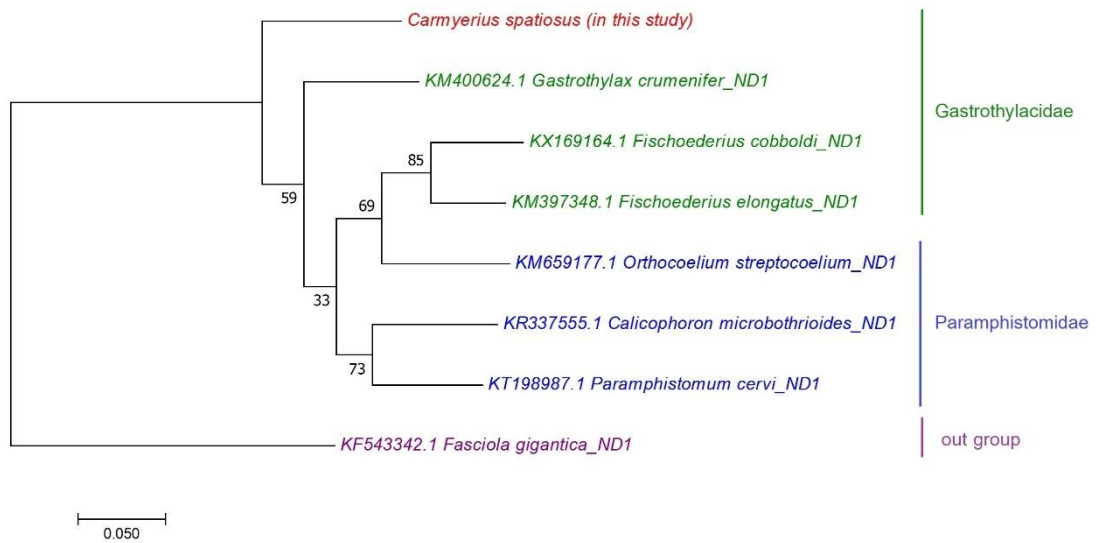 Carmyerius spatiosus (in this study)
KM400624.1 Gastrothylax crumenifer_ND1
Gastrothylacidae
KX169164.1 Fischoederius cobboldi_ND1
85
KM397348.1 Fischoederius elongatus_ND1
59
69
KM659177.1 Orthocoelium streptocoelium_ND1
33
KR337555.1 Calicophoron microbothrioides_ND1
Paramphistomidae
73
KT198987.1 Paramphistomum cervi_ND1
KF543342.1 Fasciola gigantica_ND1
out group
0.050